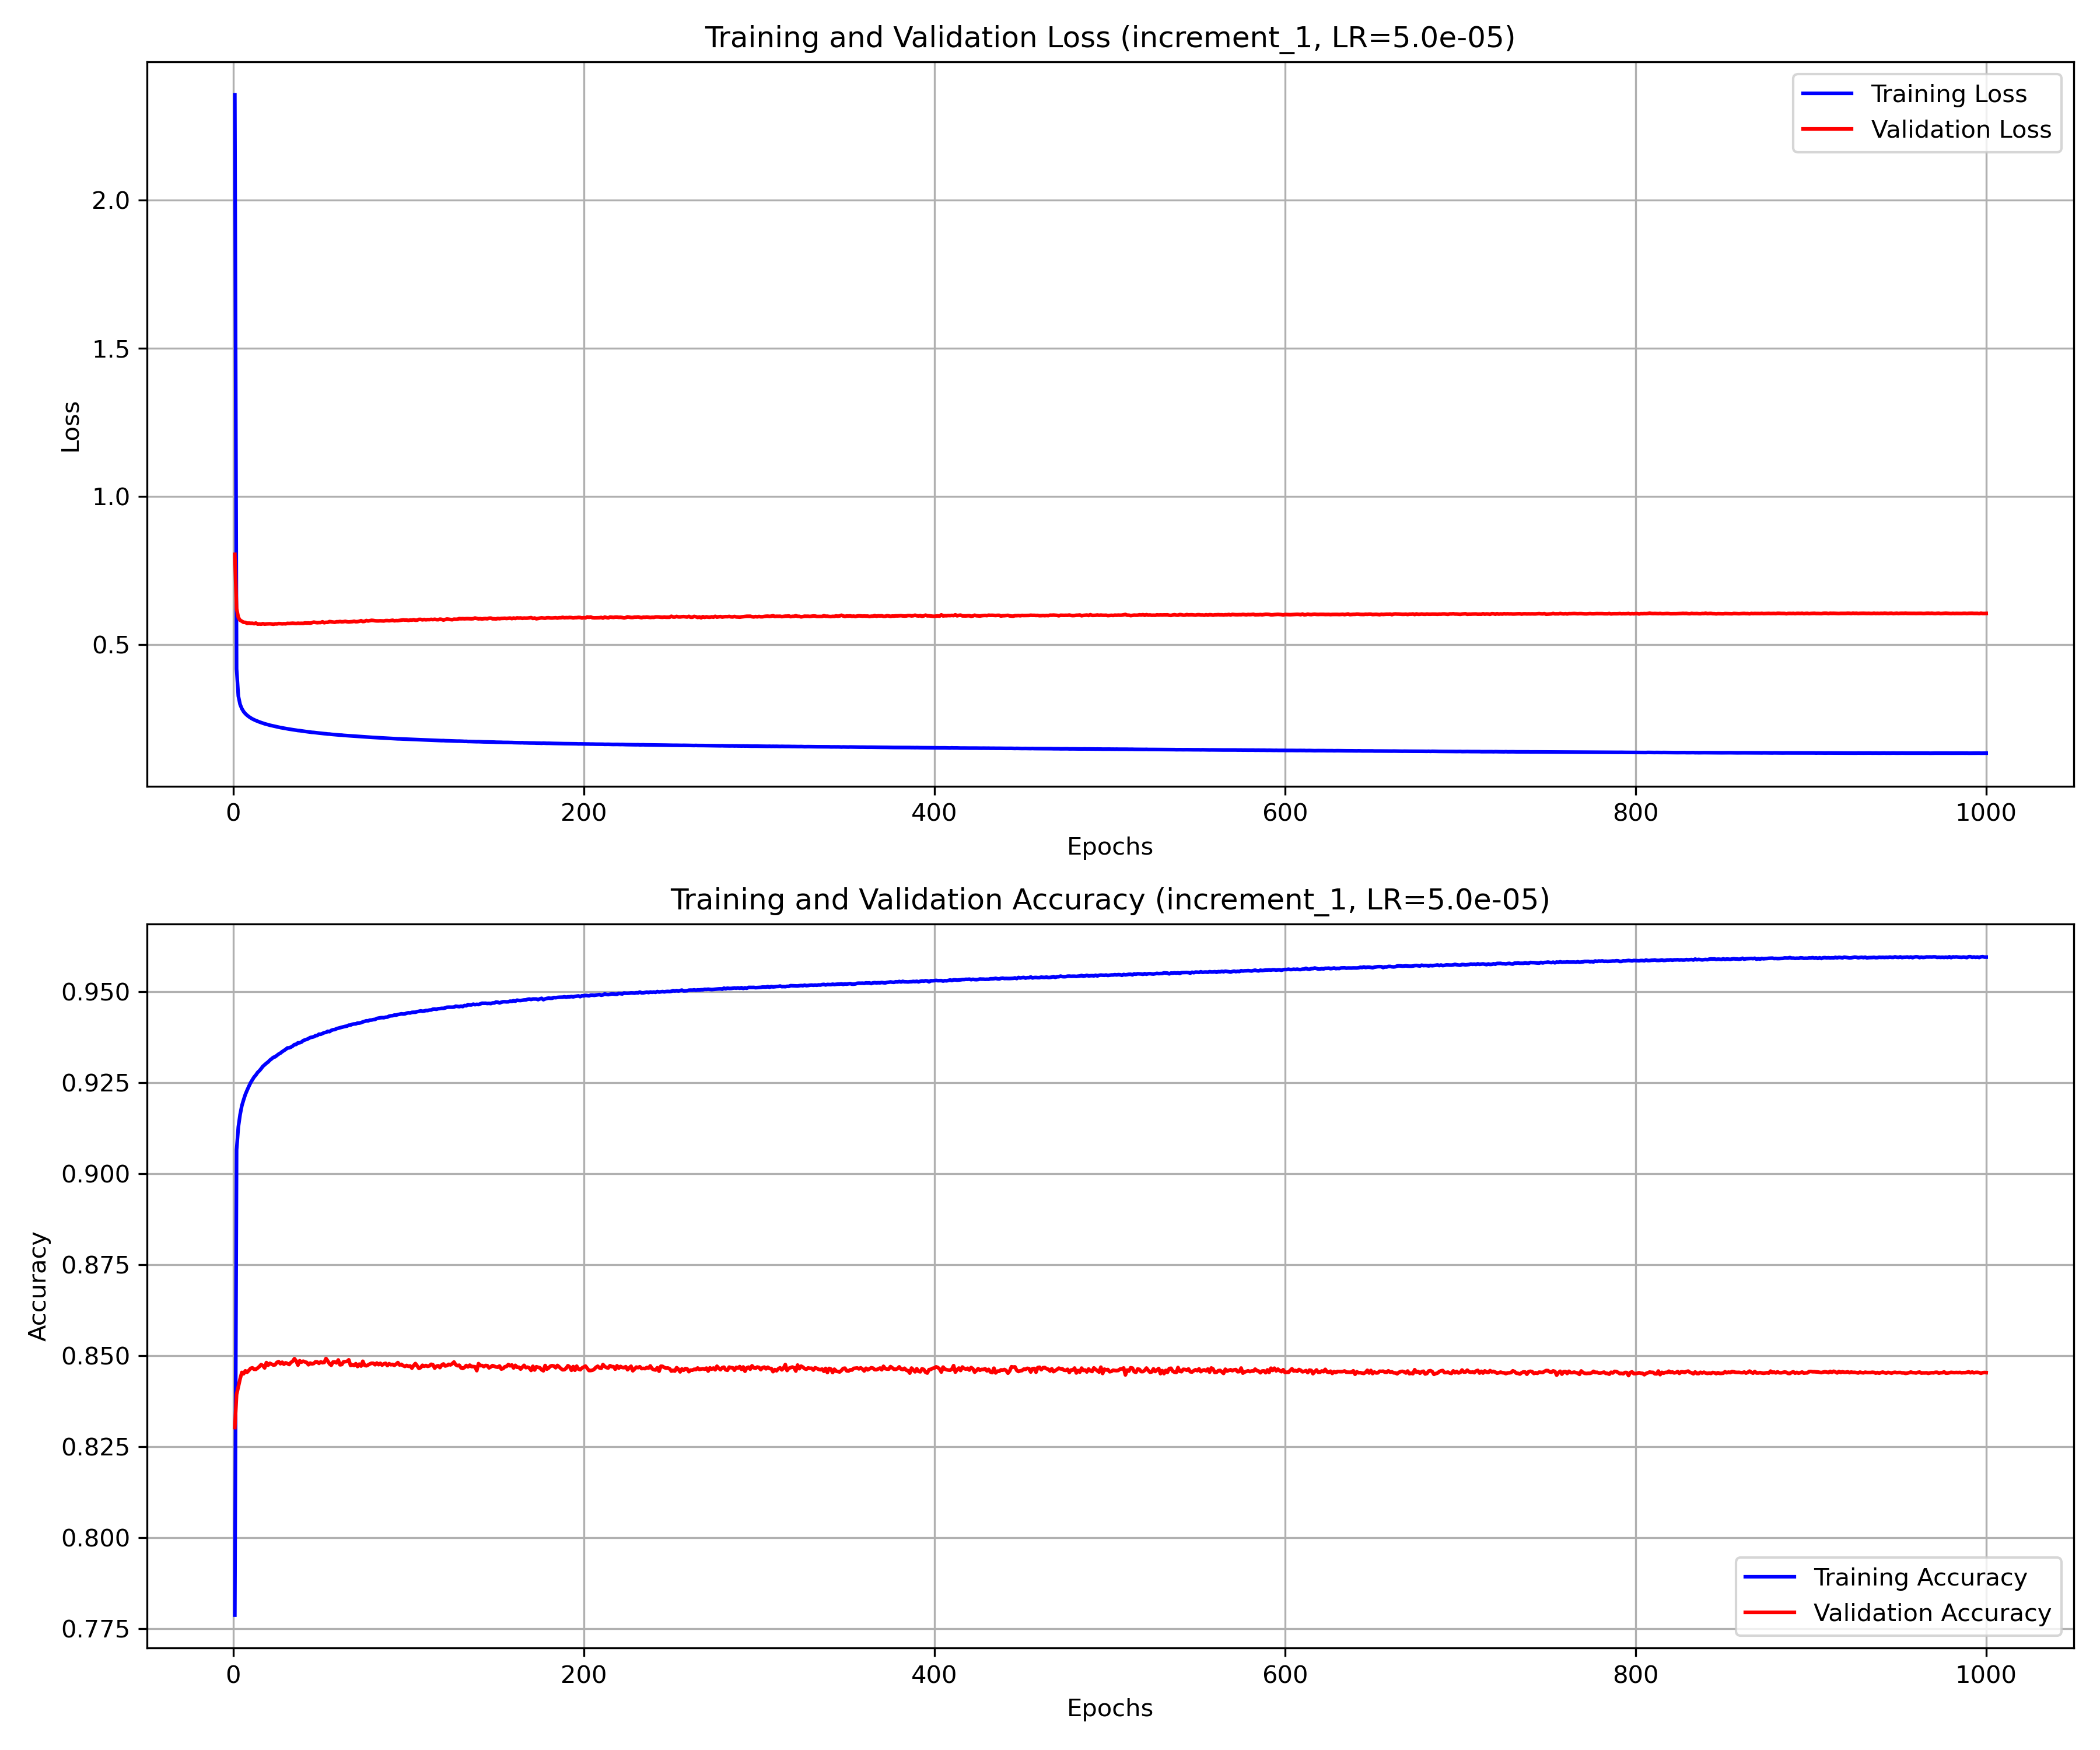 Training and Validation Loss (increment_1, LR=5.0e-05)
Training Loss
Validation Loss
2.0
1.5
1.0
0.5
Loss
0 200 400 600 800 1000
Epochs
Training and Validation Accuracy (increment_1, LR=5.0e-05)
0.950
0.925
0.900
0.875
0.850
0.825
0.800
0.775
Accuracy
Training Accuracy
Validation Accuracy
0 200 400 600 800 1000
Epochs